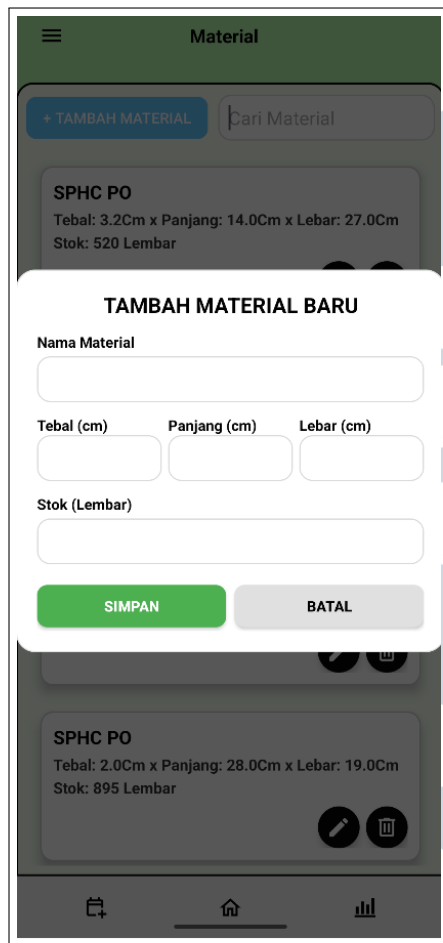 Material
+ TAMBAH MATERIAL
Cari Material
SPHC PO
Tebal: 3.2Cm x Panjang: 14.0Cm x Lebar: 27.0Cm
Stok: 520 Lembar
TAMBAH MATERIAL BARU
Nama Material
Tebal (cm) Panjang (cm) Lebar (cm)
Stok (Lembar)
SIMPAN BATAL
SPHC PO
Tebal: 2.0Cm x Panjang: 28.0Cm x Lebar: 19.0Cm
Stok: 895 Lembar